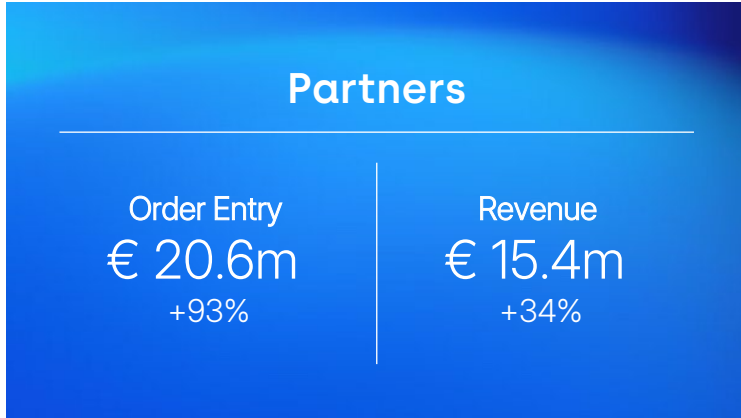 Partners
Order Entry
€ 20.6m
+93%
Revenue
€ 15.4m
+34%